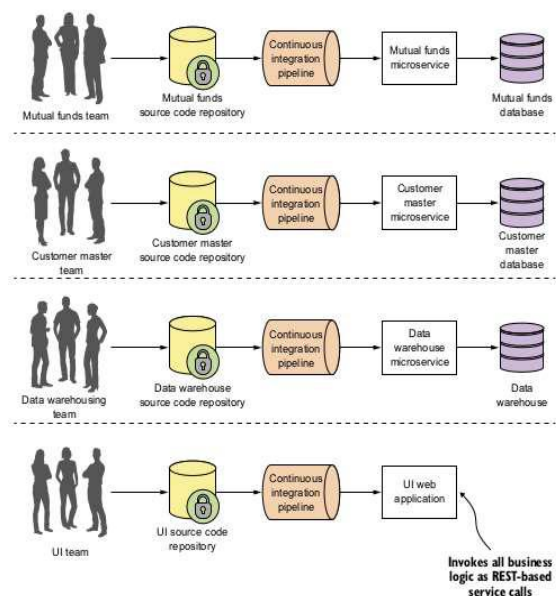 Mutual funds team
Mutual funds
source code repository
Continuous
integration
pipeline
Mutual funds
microservice
Mutual funds
database
Customer master
team
Customer master
source code repository
Continuous
integration
pipeline
Customer
master
microservice
Customer
master
database
Data warehousing
team
Data warehouse
source code repository
Continuous
integration
pipeline
Data
warehouse
microservice
Data
warehouse
UI team
UI source code
repository
Continuous
integration
pipeline
UI web
application
Invokes all business
logic as REST-based
service calls